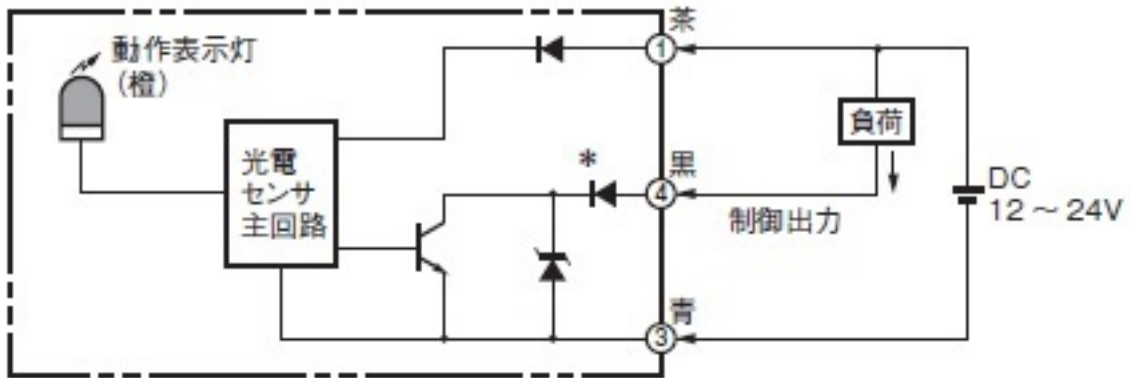 動作表示灯
(橙)
光電
センサ
主回路
*
茶
①
黒
④
制御出力
青
③
負荷
DC
12～24V